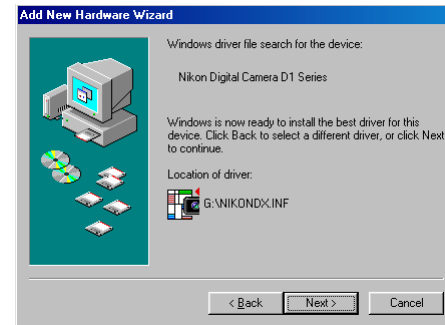 Add New Hardware Wizard
Windows driver file search for the device:
Nikon Digital Camera D1 Series
Windows is now ready to install the best driver for this
device. Click Back to select a different driver, or click Next
to continue.
Location of driver:
G:\NIKONDX.INF
< Back
Next >
Cancel